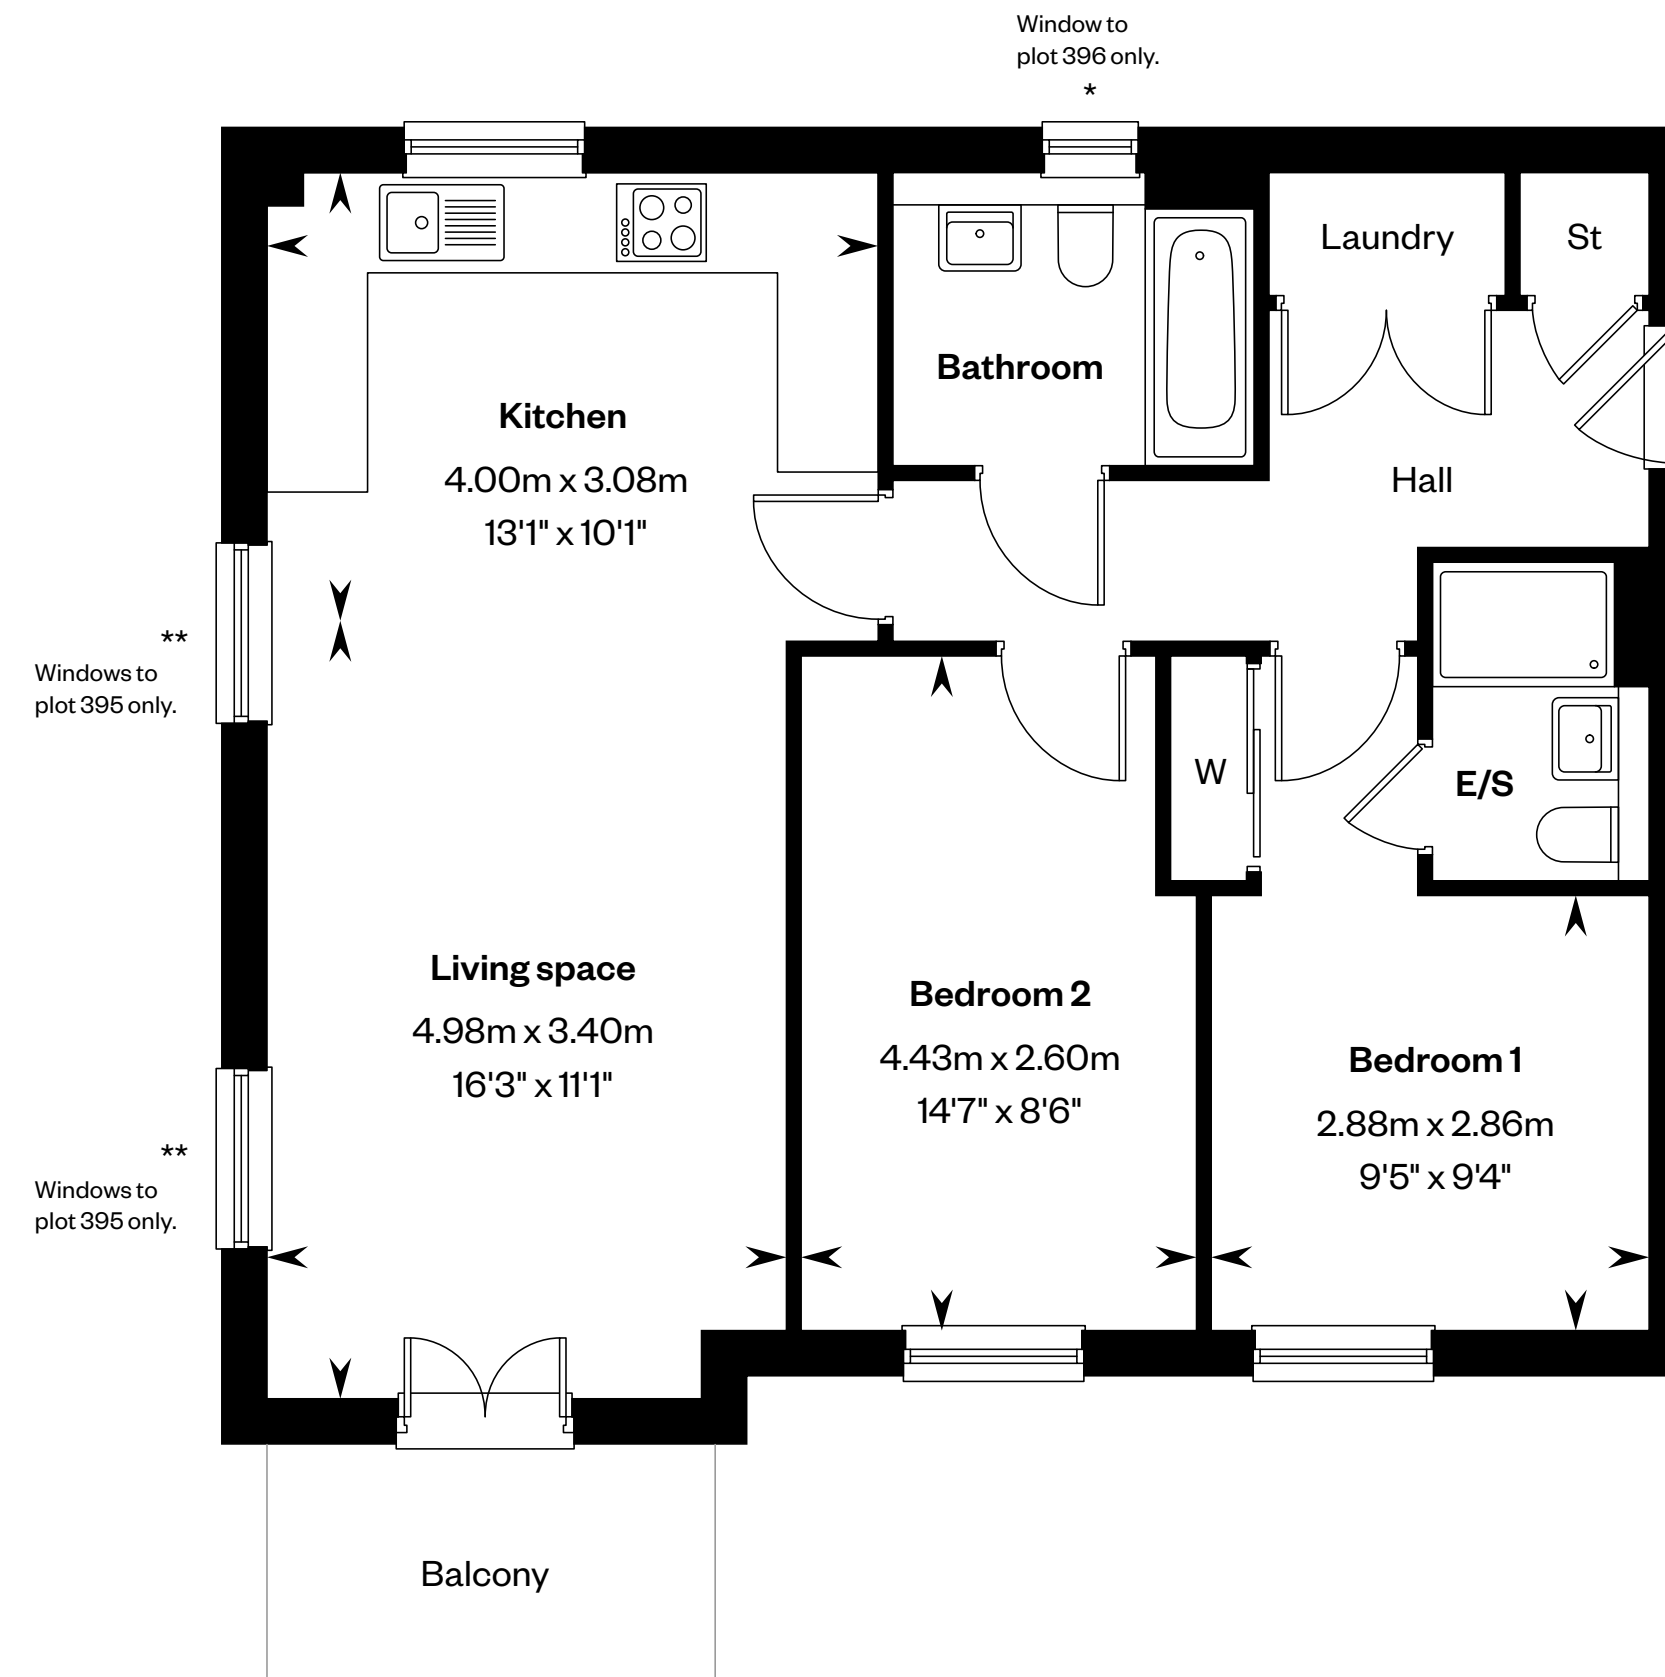 Window to
plot 396 only.
*
Laundry
St
Bathroom
Kitchen
4.00m x 3.08m
13'1" x 10'1"
Hall
**
Windows to
plot 395 only.
W
E/S
Living space
4.98m x 3.40m
16'3" x 11'1"
Bedroom 2
4.43m x 2.60m
14'7" x 8'6"
Bedroom 1
2.88m x 2.86m
9'5" x 9'4"
**
Windows to
plot 395 only.
Balcony